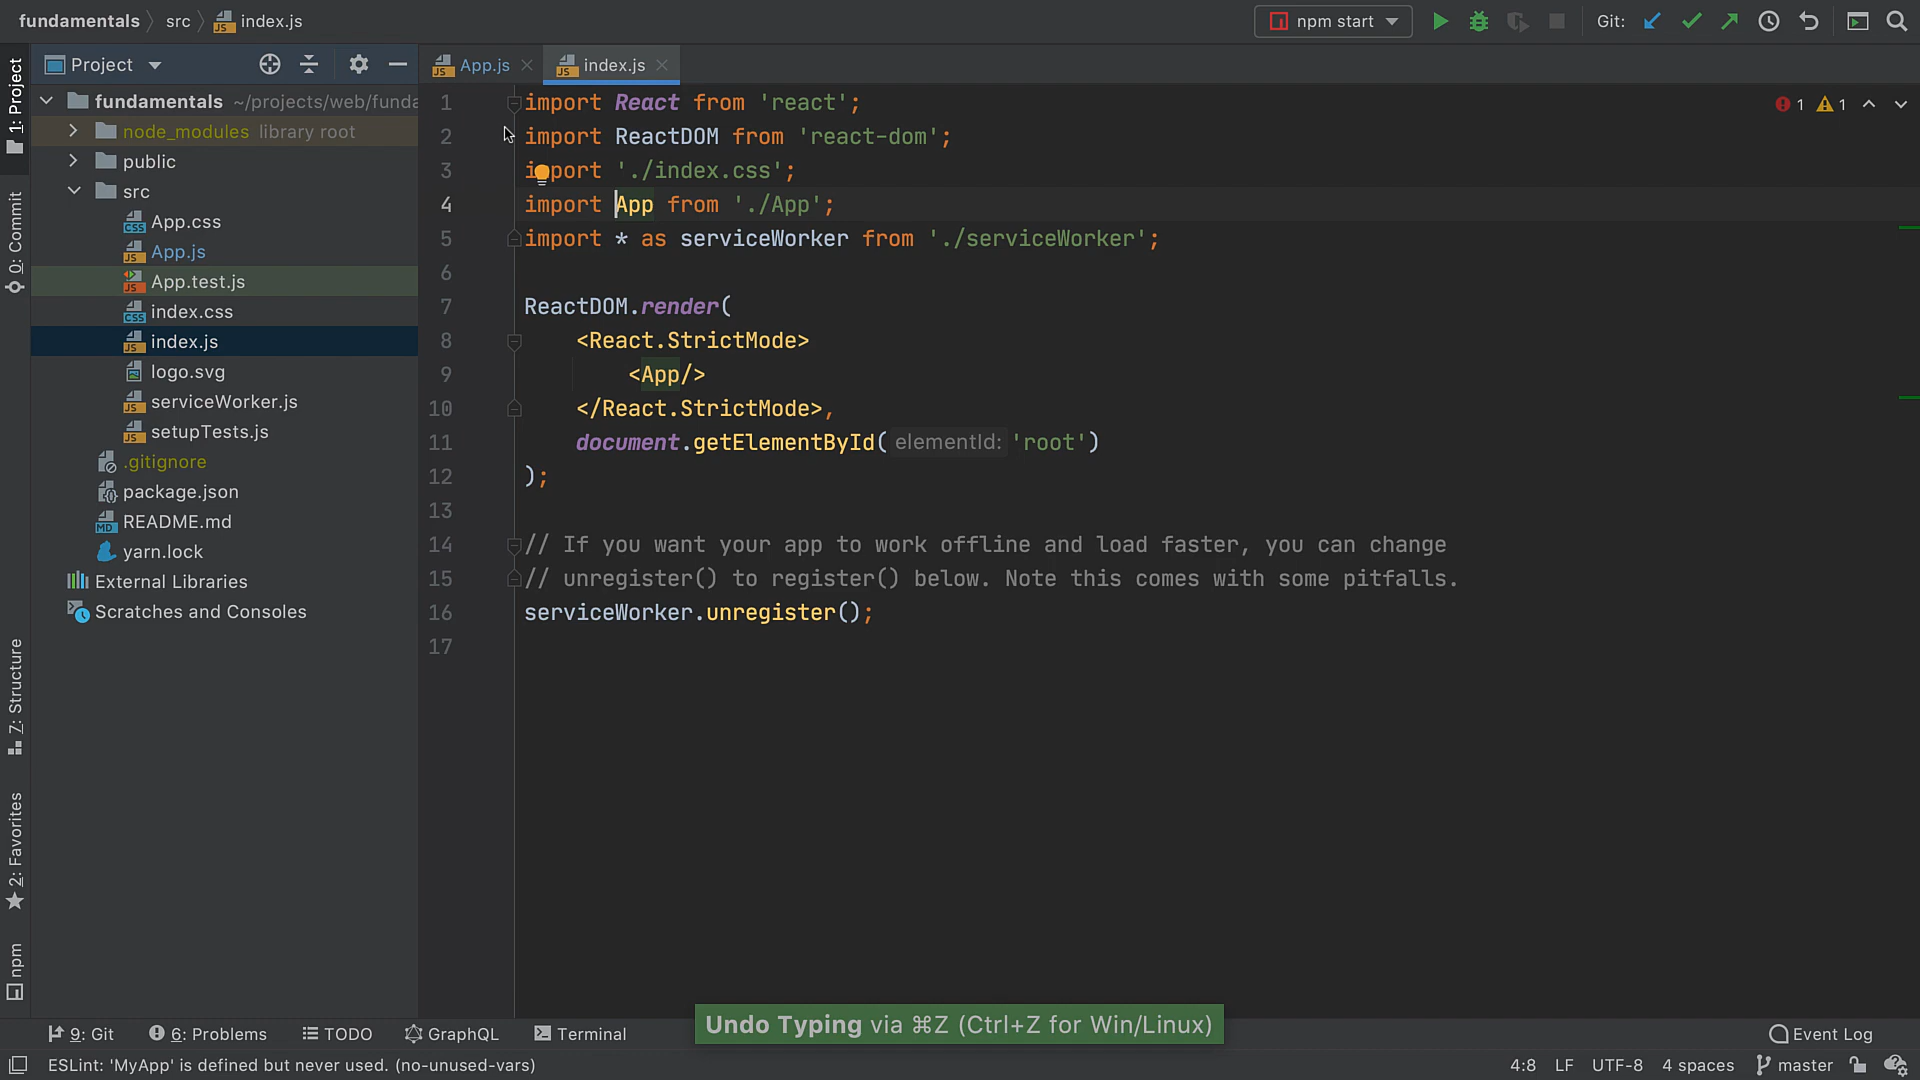 fundamentals
src
index.js
npm start
Git:
1: Project
0: Commit
7: Structure
2: Favorites
npm
Project
fundamentals ~/projects/web/funda
node_modules library root
public
src
App.css
App.js
App.test.js
index.css
index.js
logo.svg
serviceWorker.js
setupTests.js
.gitignore
package.json
README.md
yarn.lock
External Libraries
Scratches and Consoles
App.js
index.js
1 1
1 import React from 'react';
2 import ReactDOM from 'react-dom';
3 import './index.css';
4 import App from './App';
5 import * as serviceWorker from './serviceWorker';
6
7 ReactDOM.render(
8 <React.StrictMode>
9 <App/>
10 </React.StrictMode>,
11 document.getElementById( elementId: 'root')
12 );
13
14 // If you want your app to work offline and load faster, you can change
15 // unregister() to register() below. Note this comes with some pitfalls.
16 serviceWorker.unregister();
17
Undo Typing via ⌘Z (Ctrl+Z for Win/Linux)
9: Git
6: Problems
TODO
GraphQL
Terminal
Event Log
ESLint: 'MyApp' is defined but never used. (no-unused-vars)
4:8 LF UTF-8 4 spaces master